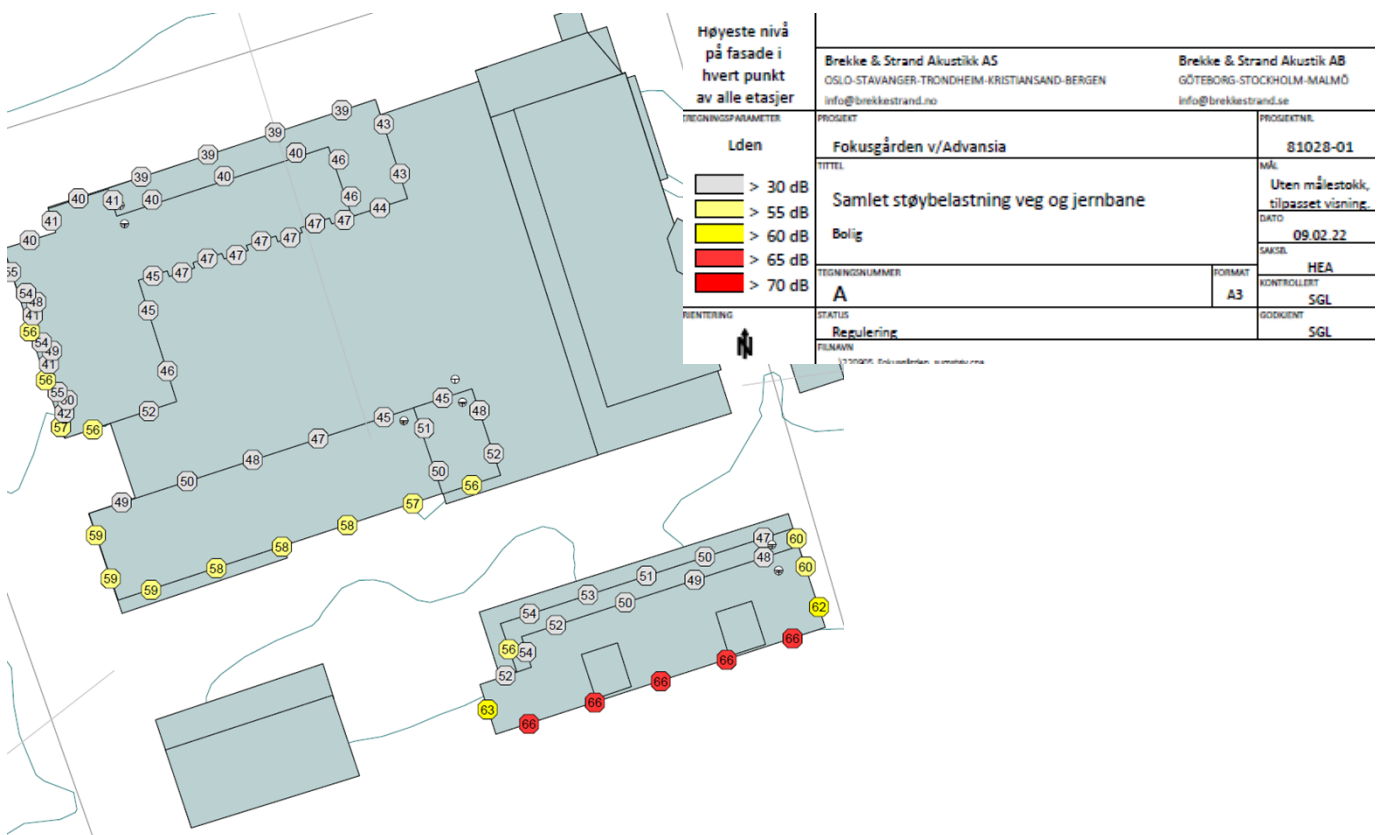 Høyeste nivå
på fasade i
hvert punkt
av alle etasjer
Brekke & Strand Akustikk AS
OSLO-STAVANGER-TRONDHEIM-KRISTIANSAND-BERGEN
info@brekkestrand.no
Brekke & Strand Akustik AB
GÖTEBORG-STOCKHOLM-MALMÖ
info@brekkestrand.se
EREGNINGSPARAMETER
Lden
> 30 dB
> 55 dB
> 60 dB
> 65 dB
> 70 dB
RIENTERING
N
PROSJEKT
Fokusgården v/Advansia
PROSJEKTNR.
81028-01
TITTEL
Samlet støybelastning veg og jernbane
Bolig
MÅL
Uten målestokk,
tilpasset visning.
DATO
09.02.22
SAKSB.
HEA
TEGNINGSNUMMER
A
FORMAT
A3
KONTROLLERT
SGL
STATUS
Regulering
GODKJENT
SGL
FILNAVN
39
39
43
39
40
46
39
40
43
41
40
46
40
44
41
47
47
40
47
47
47
47
55
45
47
54
48
45
41
56
54
49
41
46
56
55
42
52
57
56
45
48
45
51
47
52
48
50
50
56
49
57
58
59
58
58
59
59
47
60
50
48
60
51
49
53
50
62
54
52
66
56
54
66
52
66
66
63
66